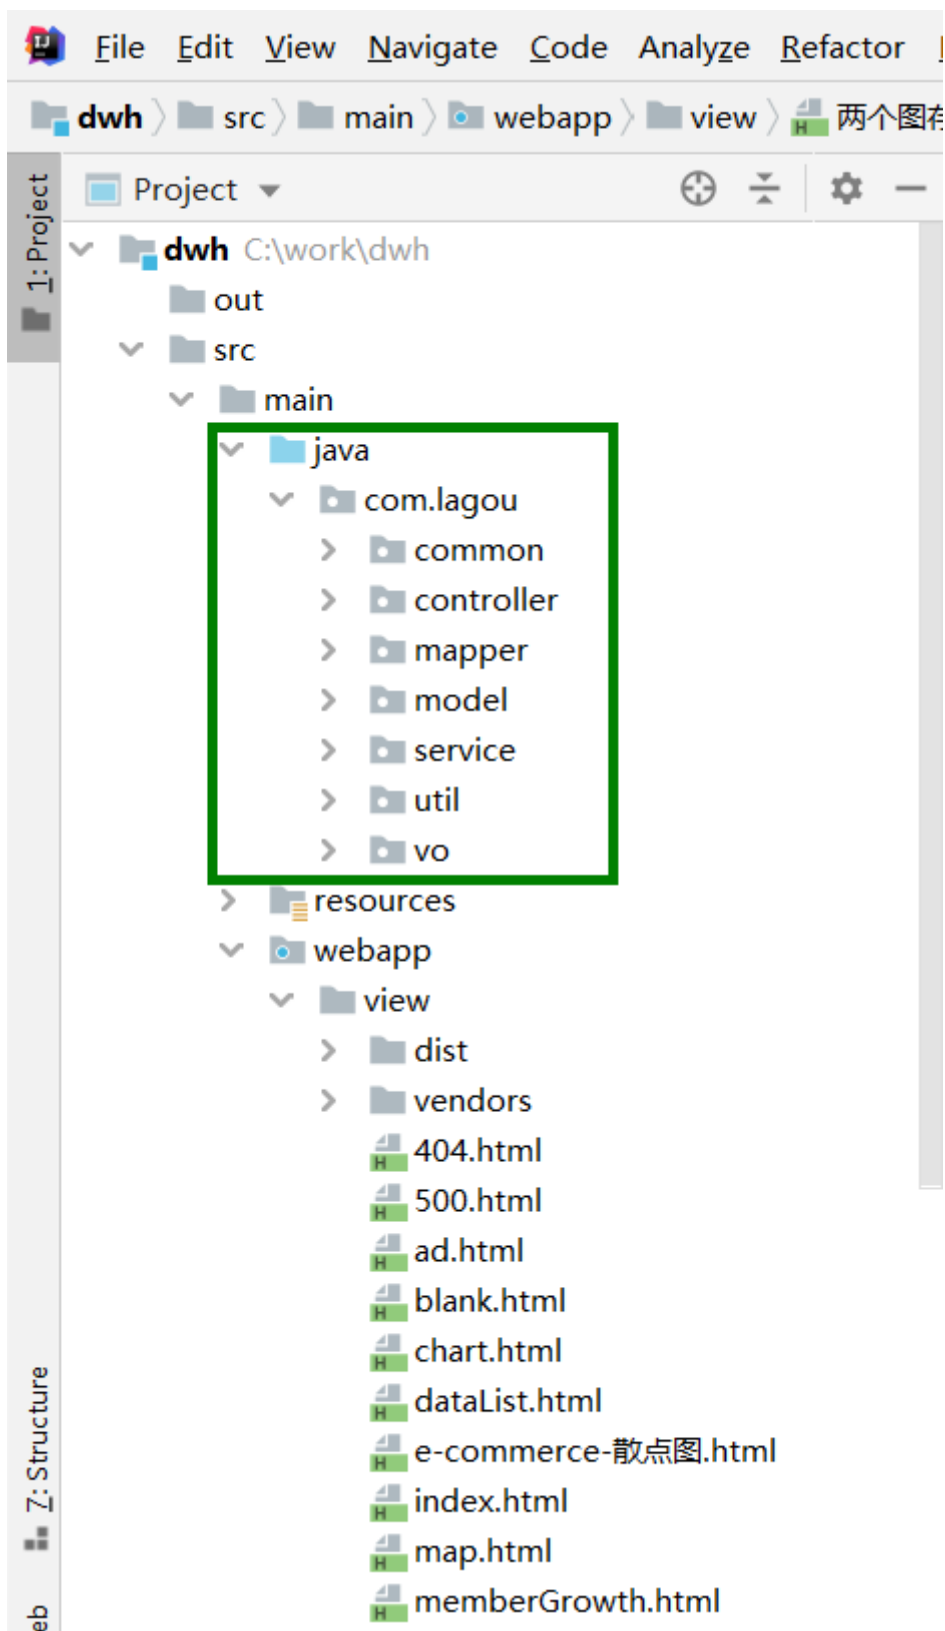 File Edit View Navigate Code Analyze Refactor
dwh src main webapp view 两个图存
Project
1: Project
dwh C:\work\dwh
out
src
main
java
com.lagou
common
controller
mapper
model
service
util
vo
resources
webapp
view
dist
vendors
404.html
500.html
ad.html
blank.html
chart.html
dataList.html
e-commerce-散点图.html
index.html
map.html
memberGrowth.html
7: Structure
eb